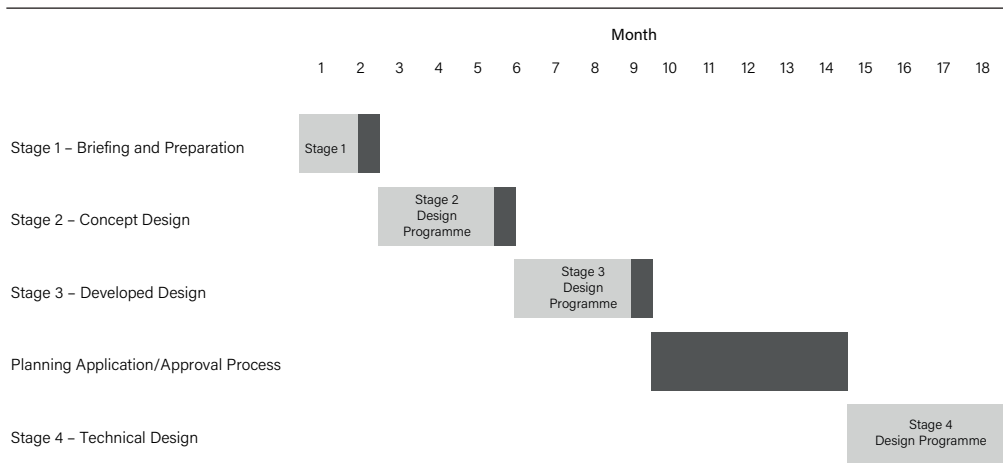 Month
1 2 3 4 5 6 7 8 9 10 11 12 13 14 15 16 17 18
Stage 1 – Briefing and Preparation
Stage 1
Stage 2 – Concept Design
Stage 2
Design
Programme
Stage 3 – Developed Design
Stage 3
Design
Programme
Planning Application/Approval Process
Stage 4 – Technical Design
Stage 4
Design Programme